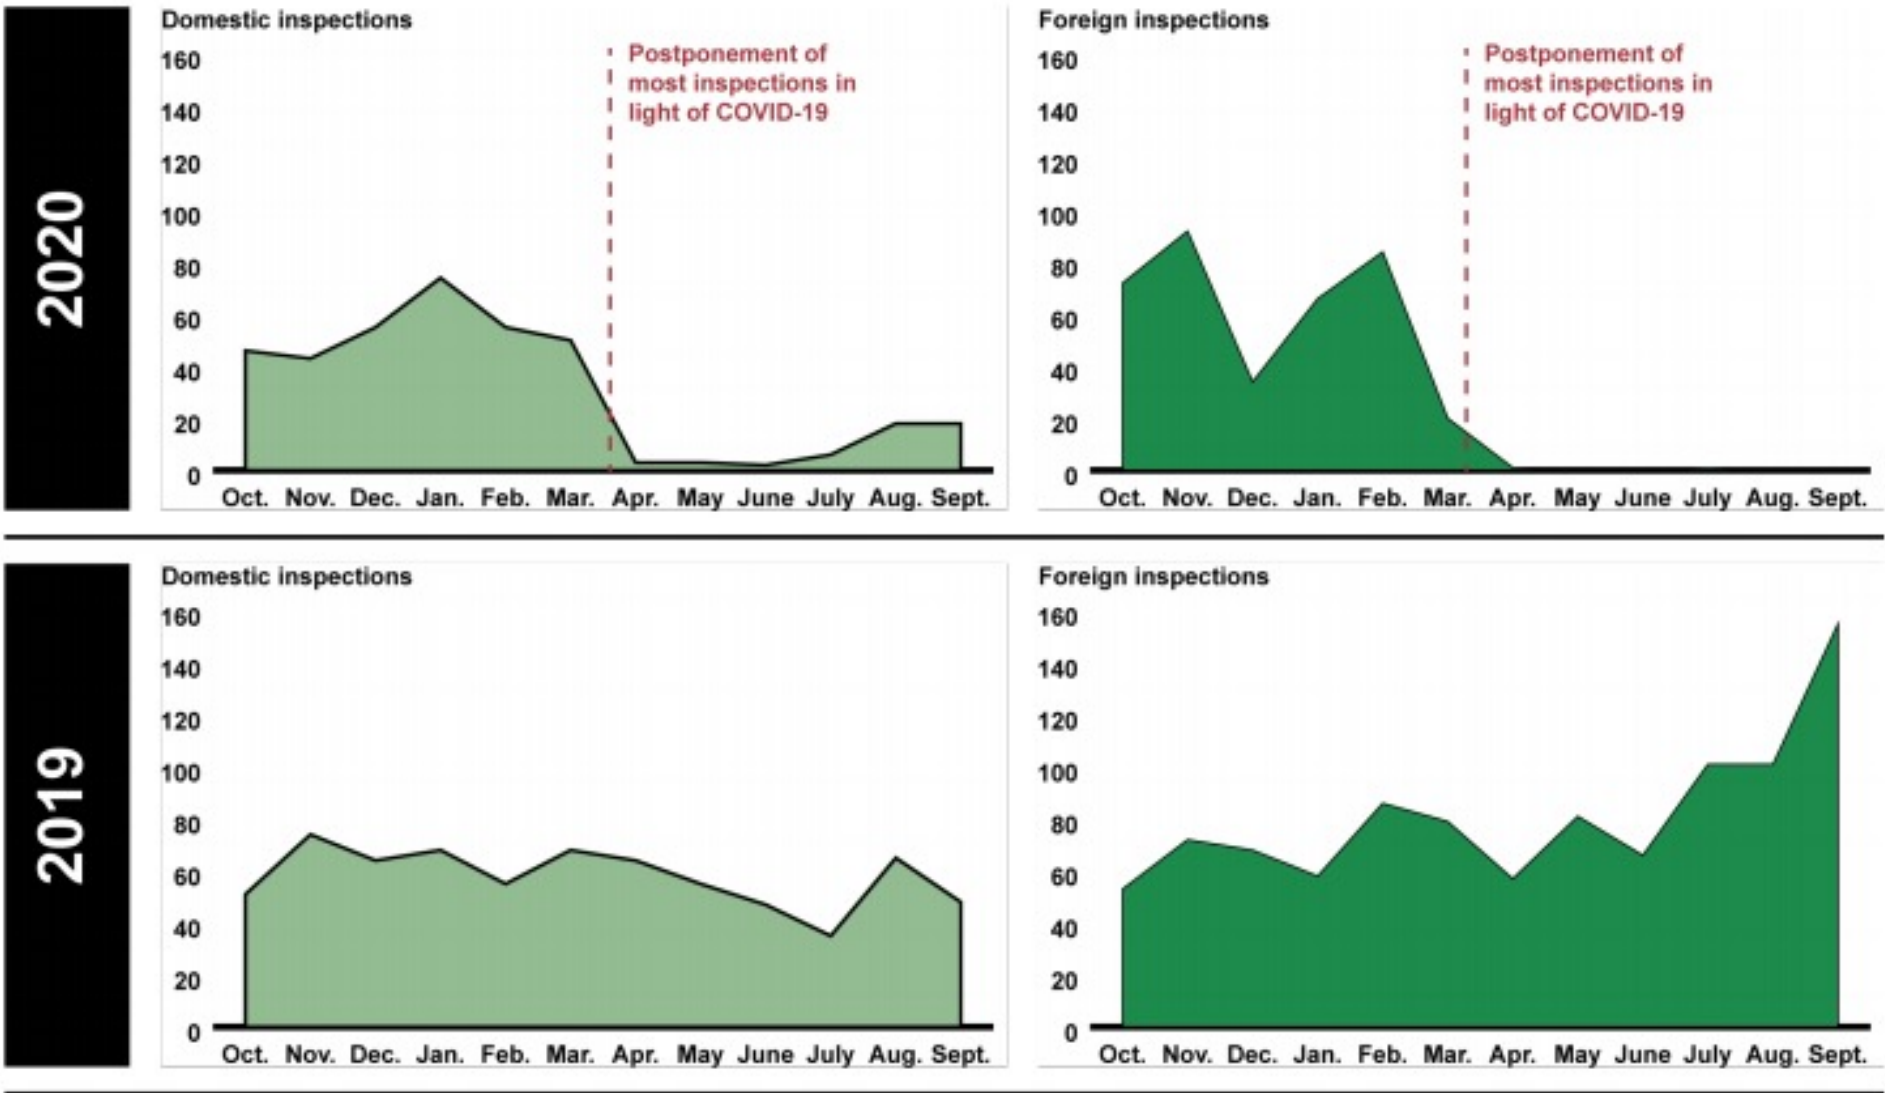 2020
Domestic inspections
160
140
120
100
80
60
40
20
0
Oct. Nov. Dec. Jan. Feb. Mar. Apr. May June July Aug. Sept.
Postponement of
most inspections in
light of COVID-19
Foreign inspections
160
140
120
100
80
60
40
20
0
Oct. Nov. Dec. Jan. Feb. Mar. Apr. May June July Aug. Sept.
Postponement of
most inspections in
light of COVID-19
2019
Domestic inspections
160
140
120
100
80
60
40
20
0
Oct. Nov. Dec. Jan. Feb. Mar. Apr. May June July Aug. Sept.
Foreign inspections
160
140
120
100
80
60
40
20
0
Oct. Nov. Dec. Jan. Feb. Mar. Apr. May June July Aug. Sept.